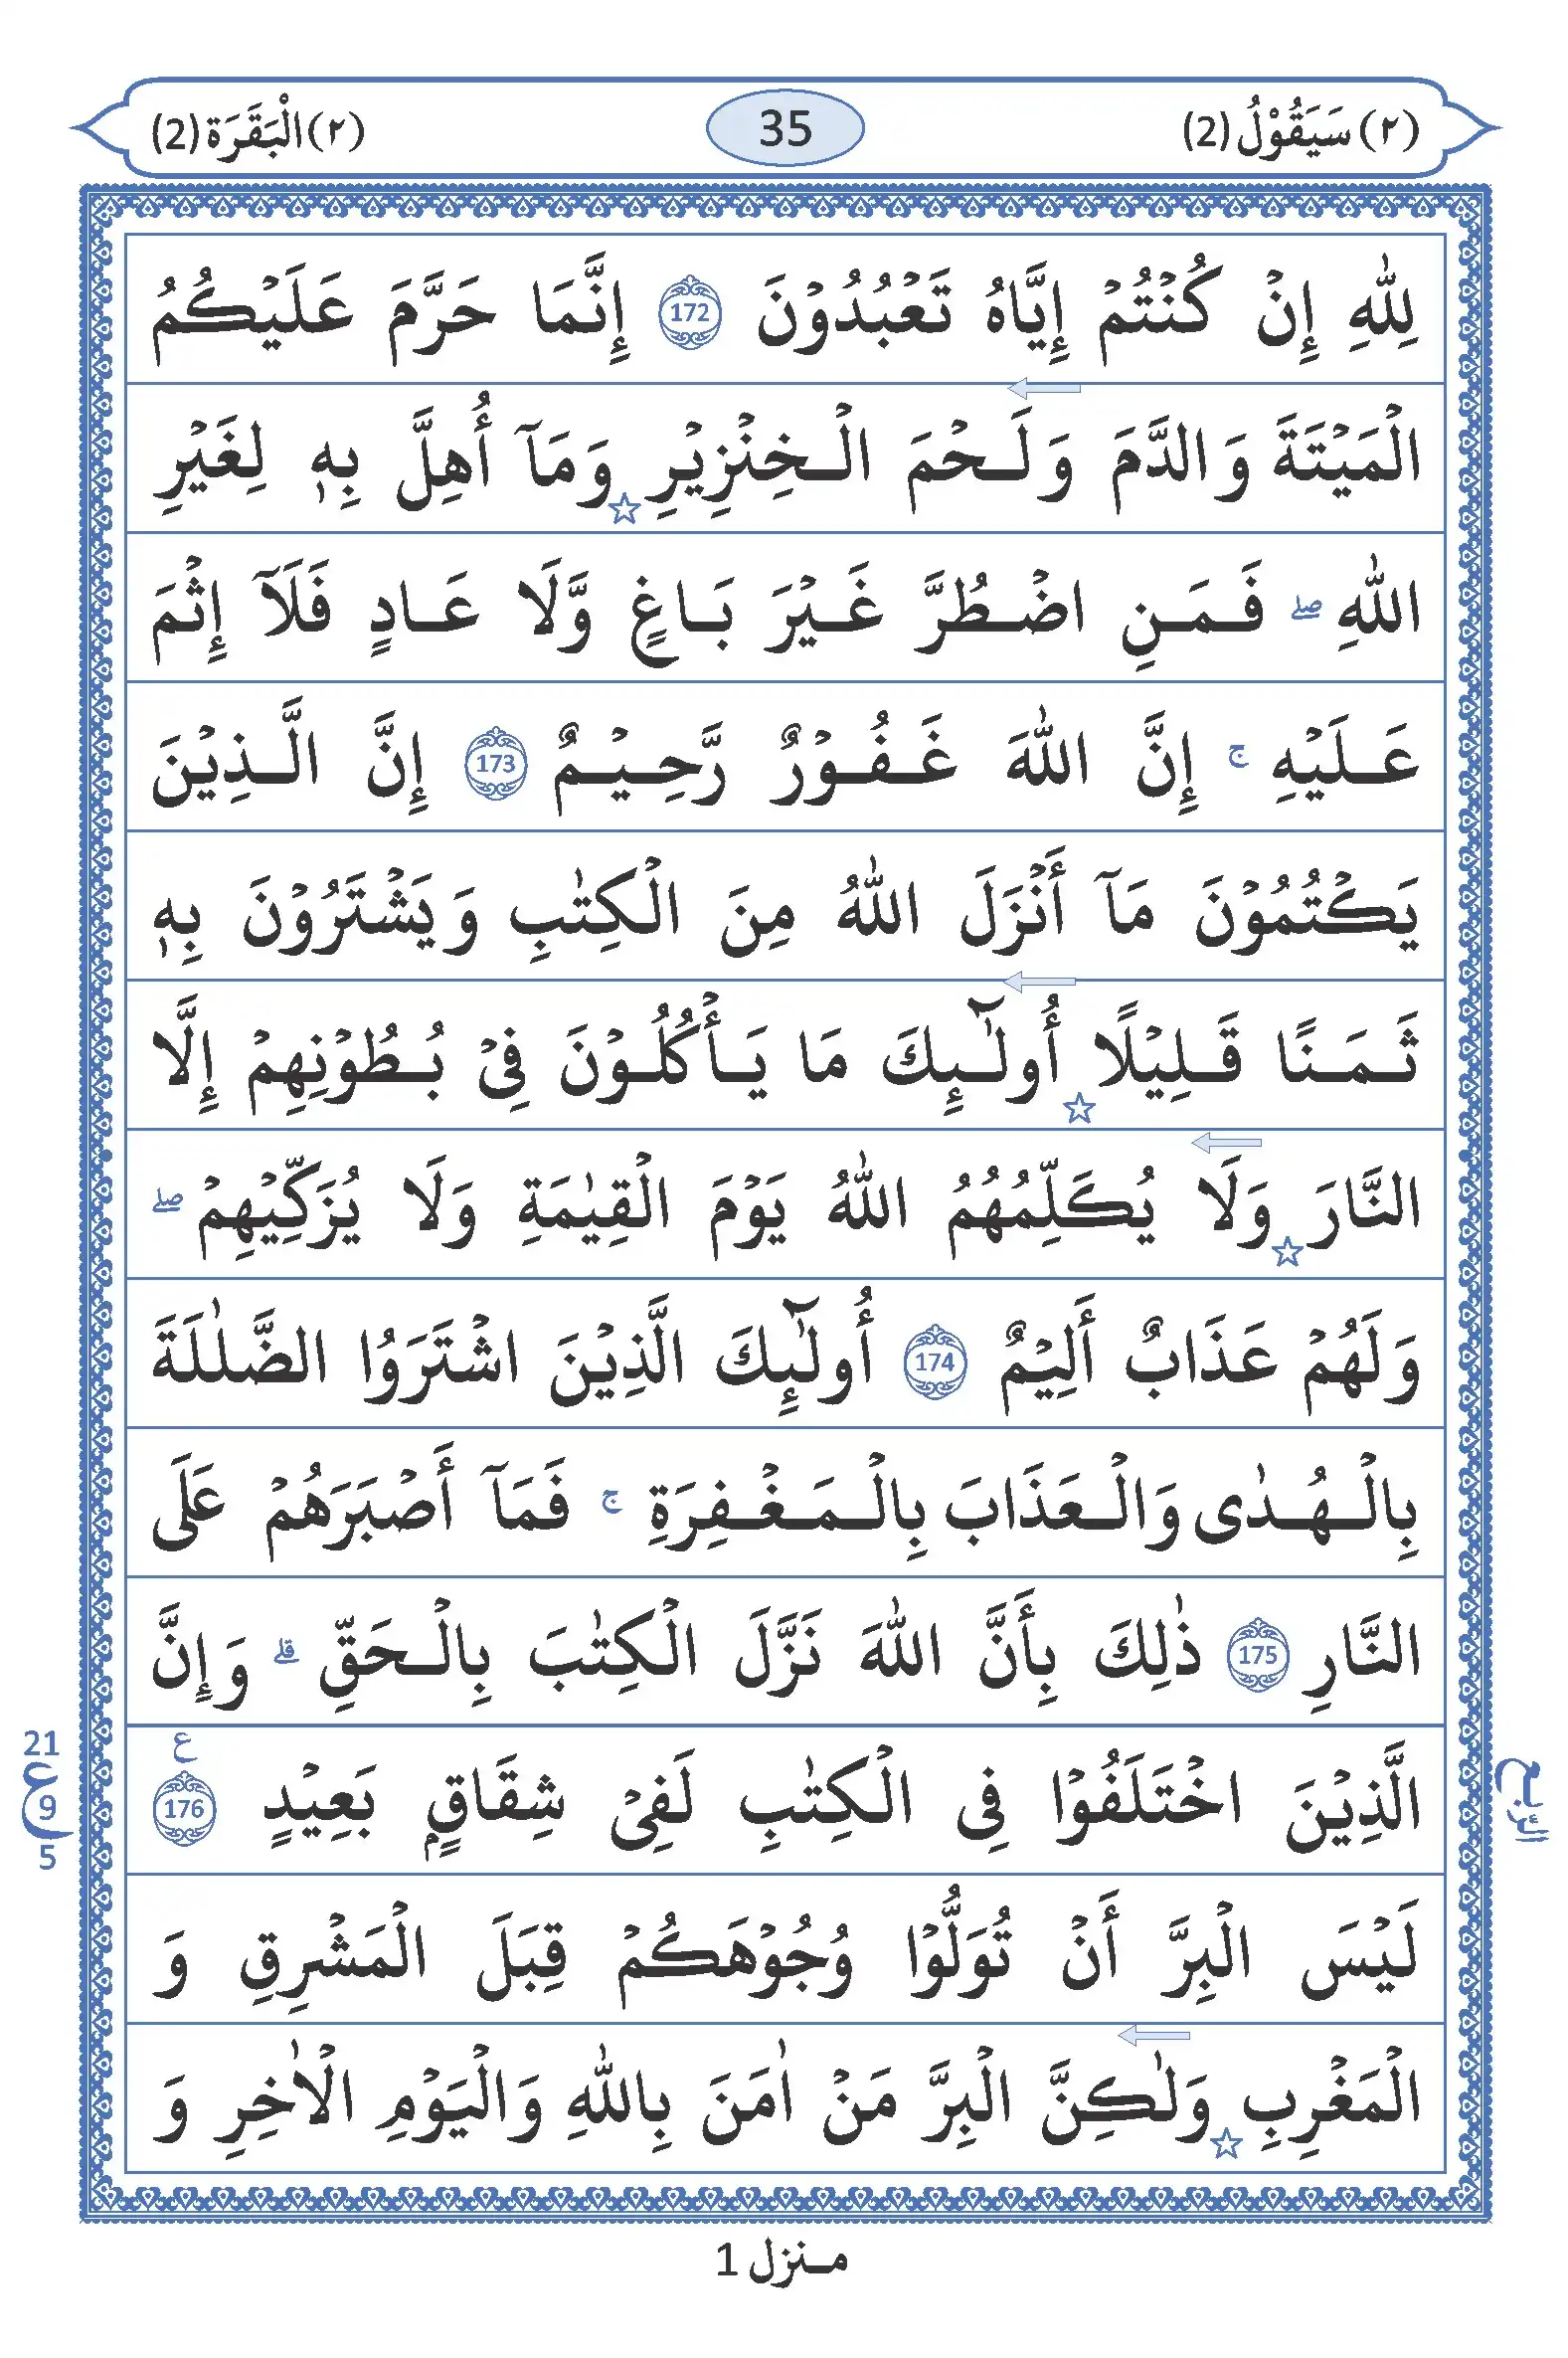 (٢) سَيَقُوْلُ (2)
35
(٢) الْبَقَرَة (2)
لِلّٰهِ إِنْ كُنْتُمْ إِيَّاهُ تَعْبُدُوْنَ 172 إِنَّمَا حَرَّمَ عَلَيْكُمُ
الْمَيْتَةَ وَالدَّمَ وَلَحْمَ الْخِنْزِيْرِ ☆ وَمَآ أُهِلَّ بِهٖ لِغَيْرِ
اللّٰهِ ۖ فَمَنِ اضْطُرَّ غَيْرَ بَاغٍ وَّلَا عَادٍ فَلَآ إِثْمَ
عَلَيْهِ ۚ إِنَّ اللّٰهَ غَفُوْرٌ رَّحِيْمٌ 173 إِنَّ الَّذِيْنَ
يَكْتُمُوْنَ مَآ أَنْزَلَ اللّٰهُ مِنَ الْكِتٰبِ وَيَشْتَرُوْنَ بِهٖ
ثَمَنًا قَلِيْلًا ☆ أُولٰٓئِكَ مَا يَأْكُلُوْنَ فِيْ بُطُوْنِهِمْ إِلَّا
النَّارَ ☆ وَلَا يُكَلِّمُهُمُ اللّٰهُ يَوْمَ الْقِيٰمَةِ وَلَا يُزَكِّيْهِمْ ۖ
وَلَهُمْ عَذَابٌ أَلِيْمٌ 174 أُولٰٓئِكَ الَّذِيْنَ اشْتَرَوُا الضَّلٰلَةَ
بِالْهُدٰى وَالْعَذَابَ بِالْمَغْفِرَةِ ۚ فَمَآ أَصْبَرَهُمْ عَلَى
النَّارِ 175 ذٰلِكَ بِأَنَّ اللّٰهَ نَزَّلَ الْكِتٰبَ بِالْحَقِّ ۗ وَإِنَّ
الَّذِيْنَ اخْتَلَفُوْا فِى الْكِتٰبِ لَفِيْ شِقَاقٍۭ بَعِيْدٍ 176 ع
الربع
21
ع
9
5
لَيْسَ الْبِرَّ أَنْ تُوَلُّوْا وُجُوْهَكُمْ قِبَلَ الْمَشْرِقِ وَ
الْمَغْرِبِ ☆ وَلٰكِنَّ الْبِرَّ مَنْ اٰمَنَ بِاللّٰهِ وَالْيَوْمِ الْاٰخِرِ وَ
منزل 1